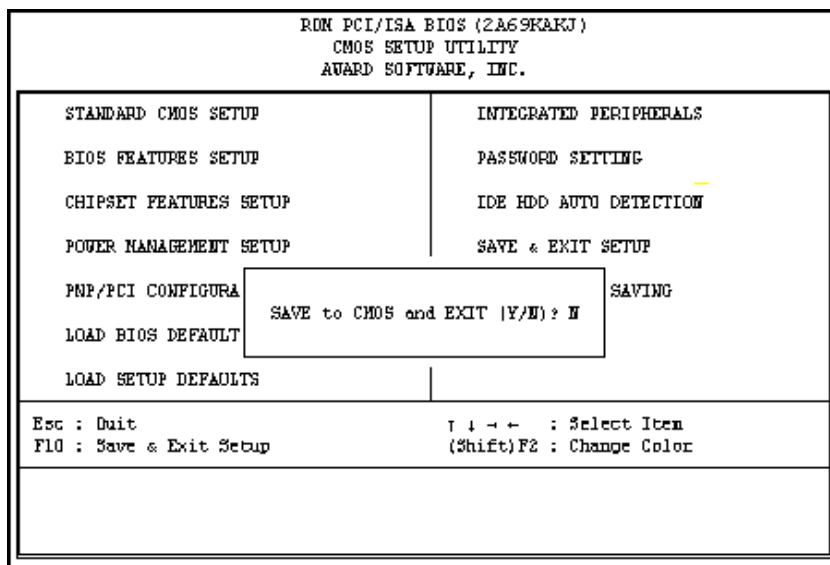 ROM PCI/ISA BIOS (2A69KAKJ)
CMOS SETUP UTILITY
AWARD SOFTWARE, INC.
STANDARD CMOS SETUP
BIOS FEATURES SETUP
CHIPSET FEATURES SETUP
POWER MANAGEMENT SETUP
PNP/PCI CONFIGURA
LOAD BIOS DEFAULT
LOAD SETUP DEFAULTS
INTEGRATED PERIPHERALS
PASSWORD SETTING
IDE HDD AUTO DETECTION
SAVE & EXIT SETUP
SAVING
SAVE to CMOS and EXIT (Y/N)? N
Esc : Quit
F10 : Save & Exit Setup
↑ ↓ → ← : Select Item
(Shift)F2 : Change Color